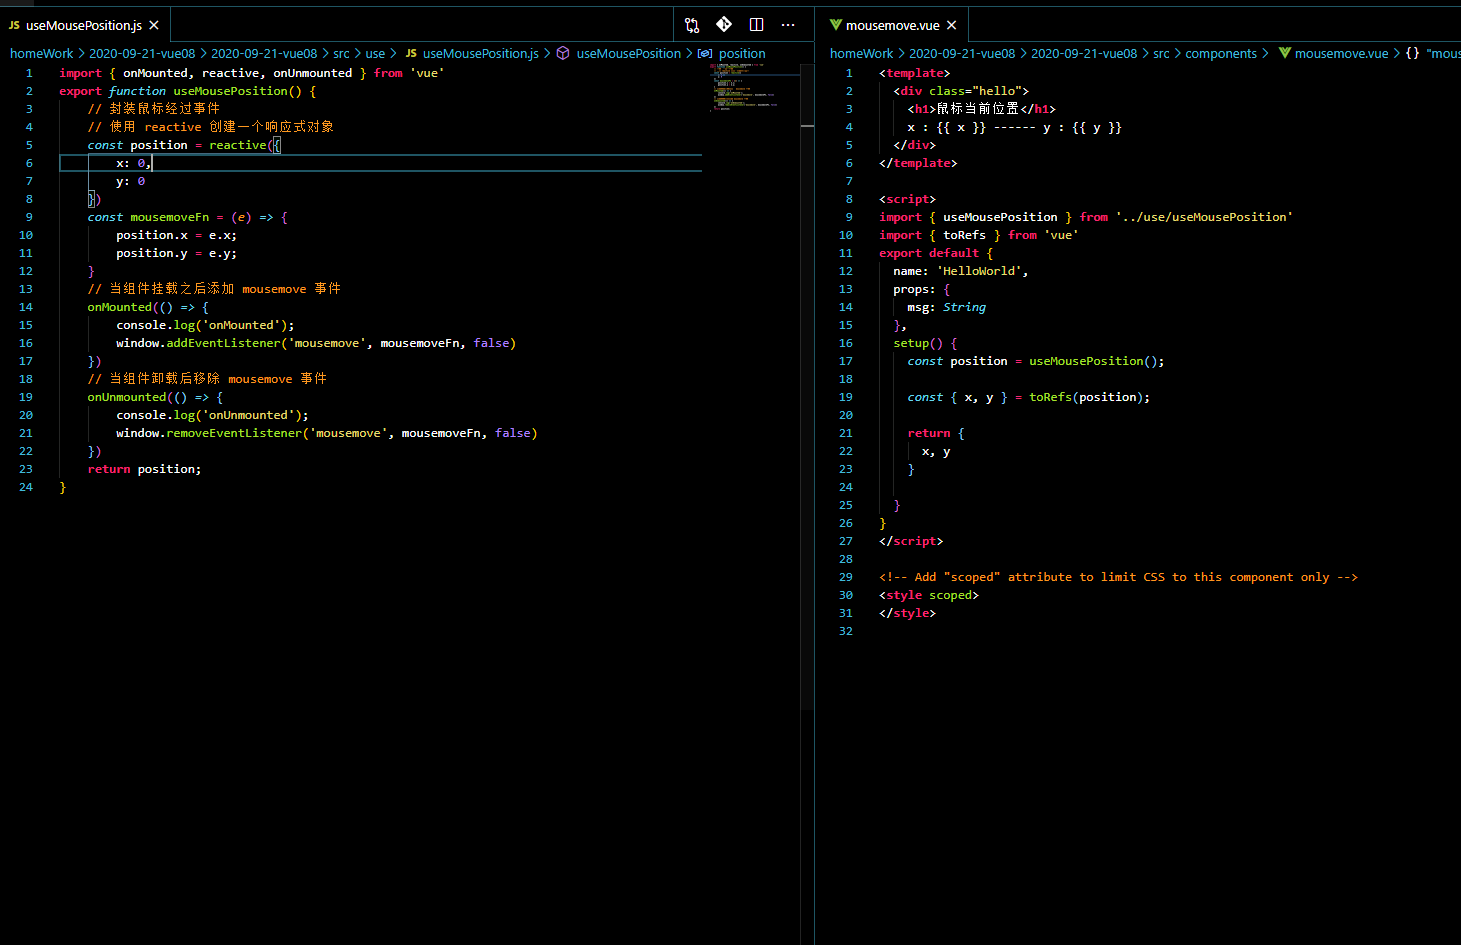 JS useMousePosition.js ×
homeWork > 2020-09-21-vue08 > 2020-09-21-vue08 > src > use > JS useMousePosition.js > useMousePosition > position
1 import { onMounted, reactive, onUnmounted } from 'vue'
2 export function useMousePosition() {
3 // 封装鼠标经过事件
4 // 使用 reactive 创建一个响应式对象
5 const position = reactive({
6 x: 0,
7 y: 0
8 })
9 const mousemoveFn = (e) => {
10 position.x = e.x;
11 position.y = e.y;
12 }
13 // 当组件挂载之后添加 mousemove 事件
14 onMounted(() => {
15 console.log('onMounted');
16 window.addEventListener('mousemove', mousemoveFn, false)
17 })
18 // 当组件卸载后移除 mousemove 事件
19 onUnmounted(() => {
20 console.log('onUnmounted');
21 window.removeEventListener('mousemove', mousemoveFn, false)
22 })
23 return position;
24 }
mousemove.vue ×
homeWork > 2020-09-21-vue08 > 2020-09-21-vue08 > src > components > mousemove.vue > {} "mous
1 <template>
2 <div class="hello">
3 <h1>鼠标当前位置</h1>
4 x : {{ x }} ------ y : {{ y }}
5 </div>
6 </template>
7
8 <script>
9 import { useMousePosition } from '../use/useMousePosition'
10 import { toRefs } from 'vue'
11 export default {
12 name: 'HelloWorld',
13 props: {
14 msg: String
15 },
16 setup() {
17 const position = useMousePosition();
18
19 const { x, y } = toRefs(position);
20
21 return {
22 x, y
23 }
24
25 }
26 }
27 </script>
28
29 <!-- Add "scoped" attribute to limit CSS to this component only -->
30 <style scoped>
31 </style>
32